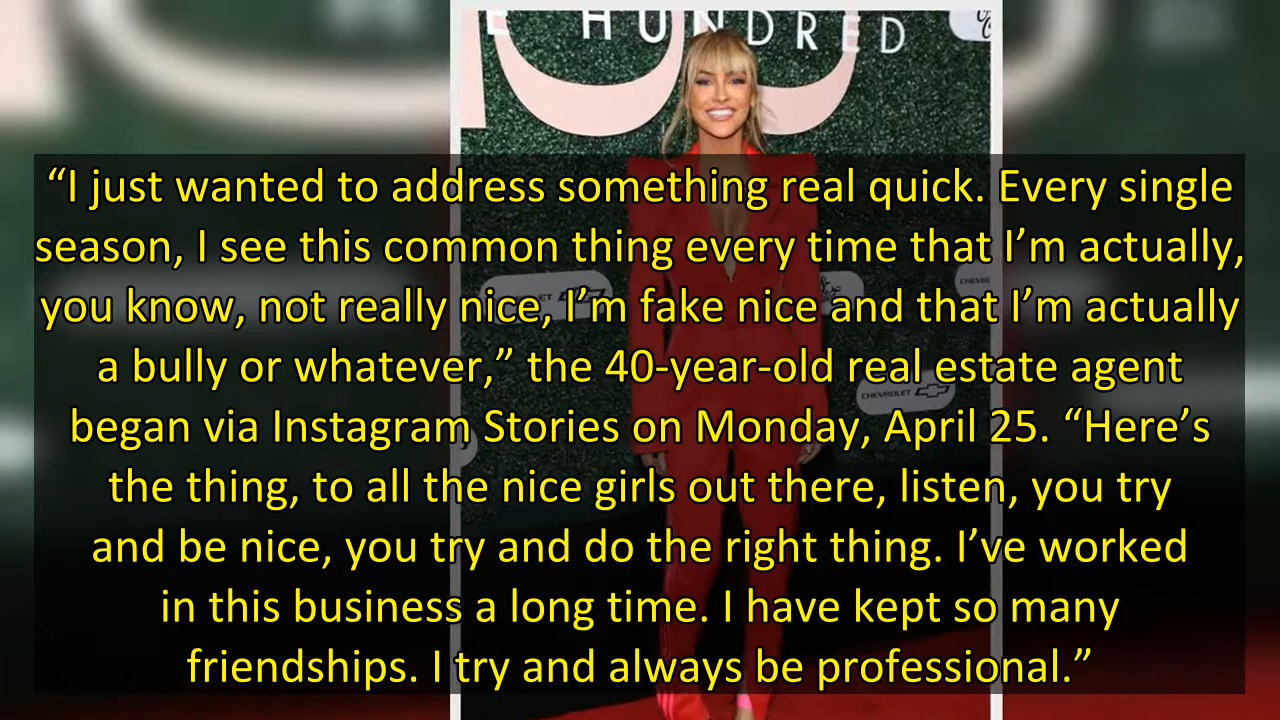 E HUNDRED
“I just wanted to address something real quick. Every single
season, I see this common thing every time that I’m actually,
you know, not really nice, I’m fake nice and that I’m actually
a bully or whatever,” the 40-year-old real estate agent
began via Instagram Stories on Monday, April 25. “Here’s
the thing, to all the nice girls out there, listen, you try
and be nice, you try and do the right thing. I’ve worked
in this business a long time. I have kept so many
friendships. I try and always be professional.”
CHEVROLET